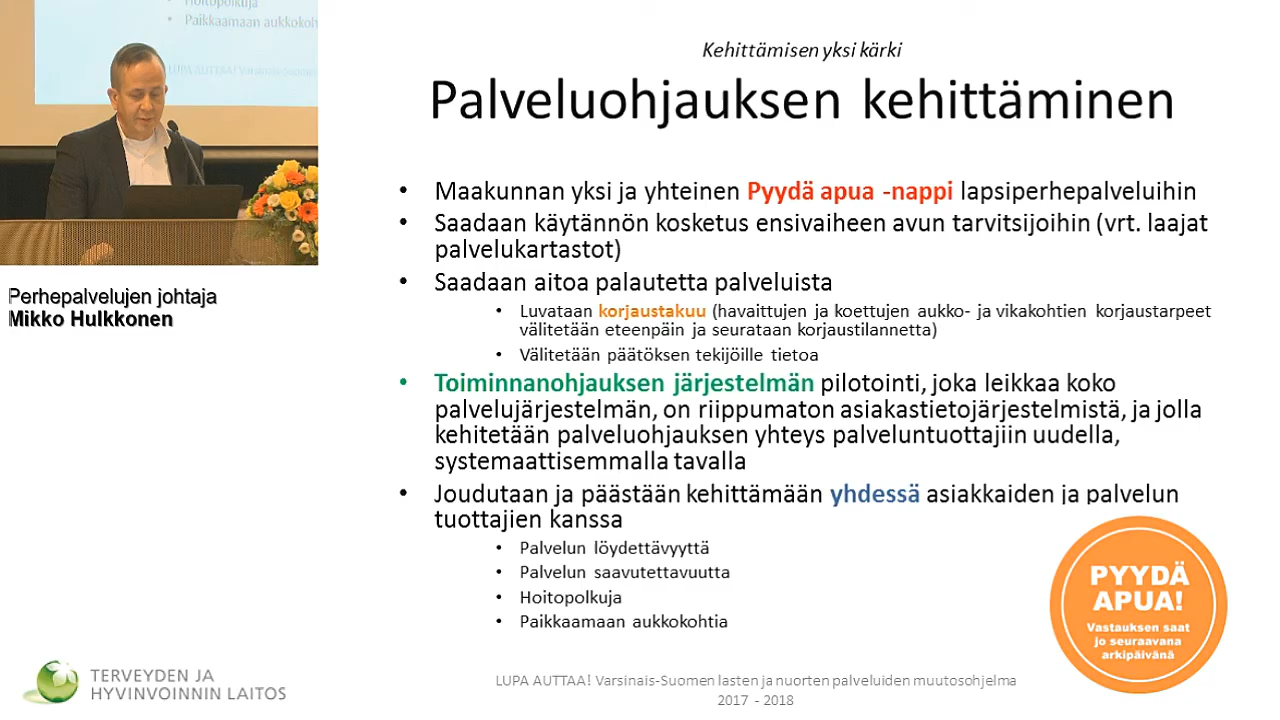 Hoitopolkuja
Paikkaamaan aukkokoh
LUPA AUTTAA! Varsinais-Suomen
Perhepalvelujen johtaja
Mikko Hulkkonen
Kehittämisen yksi kärki
Palveluohjauksen kehittäminen
• Maakunnan yksi ja yhteinen Pyydä apua -nappi lapsiperhepalveluihin
• Saadaan käytännön kosketus ensivaiheen avun tarvitsijoihin (vrt. laajat
palvelukartastot)
• Saadaan aitoa palautetta palveluista
• Luvataan korjaustakuu (havaittujen ja koettujen aukko- ja vikakohtien korjaustarpeet
välitetään eteenpäin ja seurataan korjaustilannetta)
• Välitetään päätöksen tekijöille tietoa
• Toiminnanohjauksen järjestelmän pilotointi, joka leikkaa koko
palvelujärjestelmän, on riippumaton asiakastietojärjestelmistä, ja jolla
kehitetään palveluohjauksen yhteys palveluntuottajiin uudella,
systemaattisemmalla tavalla
• Joudutaan ja päästään kehittämään yhdessä asiakkaiden ja palvelun
tuottajien kanssa
• Palvelun löydettävyyttä
• Palvelun saavutettavuutta
• Hoitopolkuja
• Paikkaamaan aukkokohtia
PYYDÄ
APUA!
Vastauksen saat
jo seuraavana
arkipäivänä
TERVEYDEN JA
HYVINVOINNIN LAITOS
LUPA AUTTAA! Varsinais-Suomen lasten ja nuorten palveluiden muutosohjelma
2017 - 2018